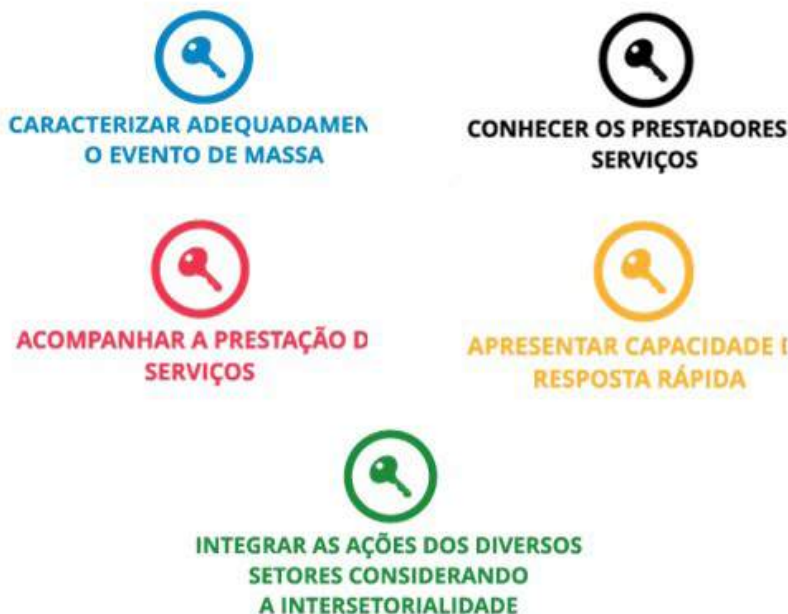 CARACTERIZAR ADEQUADAMEN
O EVENTO DE MASSA
CONHECER OS PRESTADORES
SERVIÇOS
ACOMPANHAR A PRESTAÇÃO D
SERVIÇOS
APRESENTAR CAPACIDADE D
RESPOSTA RÁPIDA
INTEGRAR AS AÇÕES DOS DIVERSOS
SETORES CONSIDERANDO
A INTERSETORIALIDADE